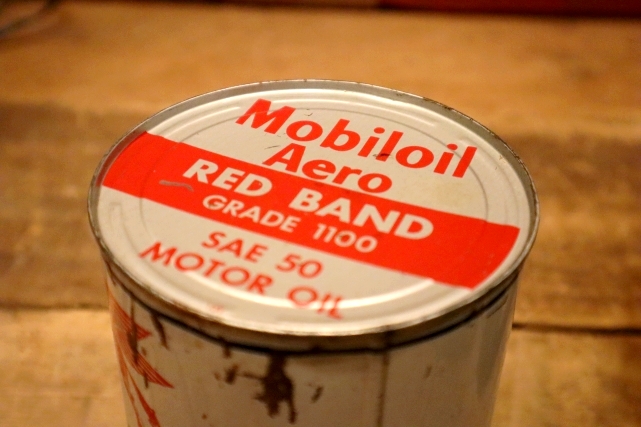 Mobiloil
Aero
RED BAND
GRADE 1100
SAE 50
MOTOR OIL